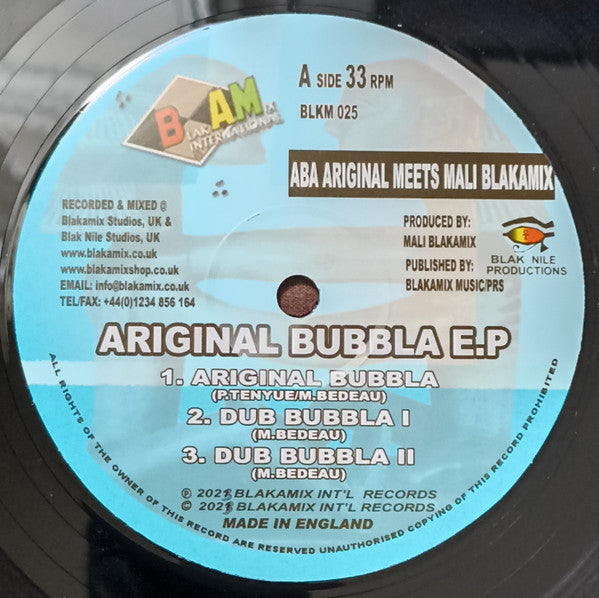 BLAKAMIX
INTERNATIONAL
A SIDE 33 RPM
BLKM 025
ABA ARIGINAL MEETS MALI BLAKAMIX
RECORDED & MIXED @
Blakamix Studios, UK &
Blak Nile Studios, UK
www.blakamix.co.uk
www.blakamixshop.co.uk
EMAIL: info@blakamix.co.uk
TEL/FAX: +44(0)1234 856 164
PRODUCED BY:
MALI BLAKAMIX
PUBLISHED BY:
BLAKAMIX MUSIC/PRS
BLAK NILE
PRODUCTIONS
ARIGINAL BUBBLA E.P
1. ARIGINAL BUBBLA
(P.TENYUE/M.BEDEAU)
2. DUB BUBBLA I
(M.BEDEAU)
3. DUB BUBBLA II
(M.BEDEAU)
℗ BLAKAMIX INT'L RECORDS
© BLAKAMIX INT'L RECORDS
MADE IN ENGLAND
ALL RIGHTS OF THE OWNER OF THIS RECORD ARE RESERVED UNAUTHORISED COPYING OF THIS RECORD PROHIBITED